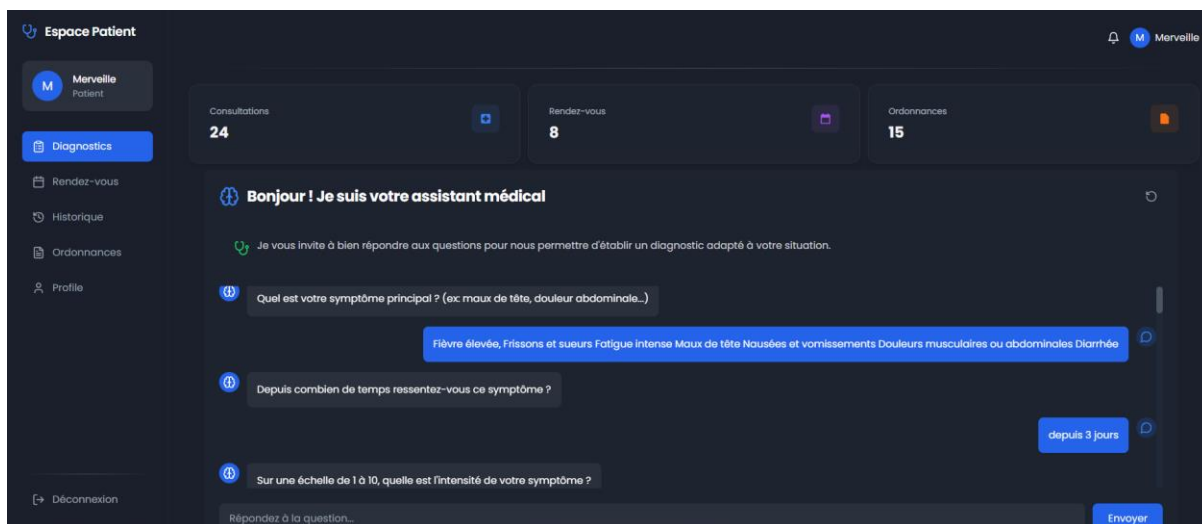 Espace Patient
M Merveille
M
Merveille
Patient
Consultations
24
Rendez-vous
8
Ordonnances
15
Diagnostics
Rendez-vous
Historique
Ordonnances
Profile
Déconnexion
Bonjour ! Je suis votre assistant médical
Je vous invite à bien répondre aux questions pour nous permettre d'établir un diagnostic adapté à votre situation.
Quel est votre symptôme principal ? (ex: maux de tête, douleur abdominale...)
Fièvre élevée, Frissons et sueurs Fatigue intense Maux de tête Nausées et vomissements Douleurs musculaires ou abdominales Diarrhée
Depuis combien de temps ressentez-vous ce symptôme ?
depuis 3 jours
Sur une échelle de 1 à 10, quelle est l'intensité de votre symptôme ?
Répondez à la question...
Envoyer